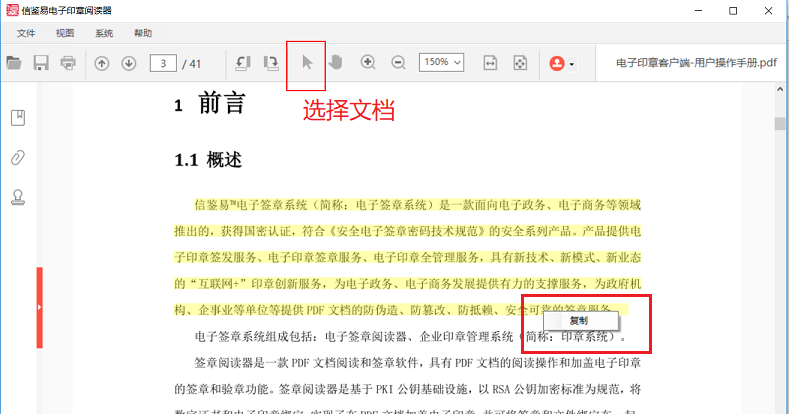 信鉴易电子印章阅读器
文件 视图 系统 帮助
3 / 41 150% 电子印章客户端-用户操作手册.pdf
选择文档
1 前言
1.1 概述
信鉴易™电子签章系统（简称：电子签章系统）是一款面向电子政务、电子商务等领域
推出的，获得国密认证，符合《安全电子签章密码技术规范》的安全系列产品。产品提供电
子印章签发服务、电子印章签章服务、电子印章全管理服务，具有新技术、新模式、新业态
的“互联网+”印章创新服务，为电子政务、电子商务发展提供有力的支撑服务，为政府机
构、企事业等单位等提供 PDF 文档的防伪造、防篡改、防抵赖、安全可靠的签章服务。
复制
电子签章系统组成包括：电子签章阅读器、企业印章管理系统（简称：印章系统）。
签章阅读器是一款 PDF 文档阅读和签章软件，具有 PDF 文档的阅读操作和加盖电子印章
的签章和验章功能。签章阅读器是基于 PKI 公钥基础设施，以 RSA 公钥加密标准为规范，将